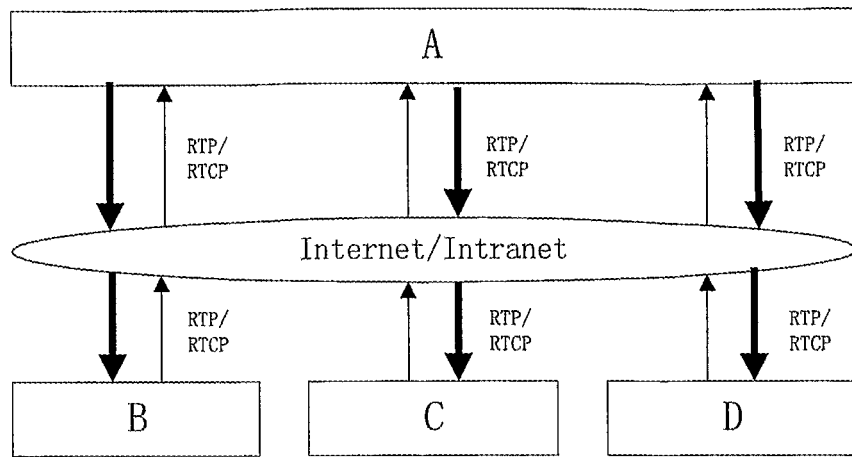 A
RTP/
RTCP
RTP/
RTCP
RTP/
RTCP
Internet/Intranet
RTP/
RTCP
RTP/
RTCP
RTP/
RTCP
B
C
D